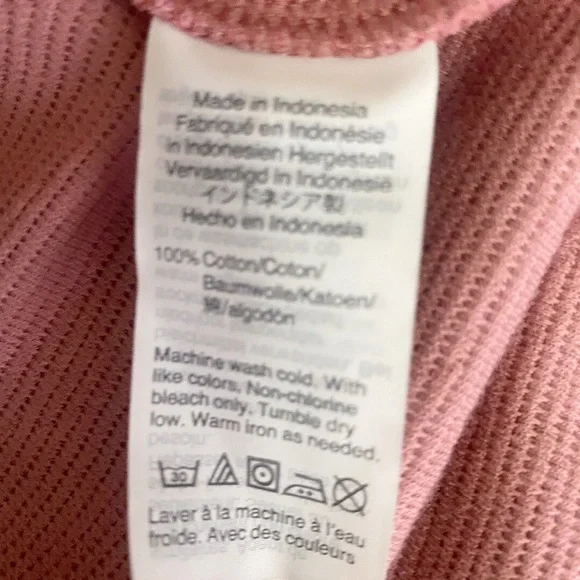 Made in Indonesia
Fabriqué en Indonésie
in Indonesien Hergestellt
Vervaardigd in Indonesië
インドネシア製
Hecho en Indonesia
100% Cotton/Coton/
Baumwolle/Katoen/
綿/algodón
Machine wash cold. With
like colors. Non-chlorine
bleach only. Tumble dry
low. Warm iron as needed.
30
Laver à la machine à l'eau
froide. Avec des couleurs